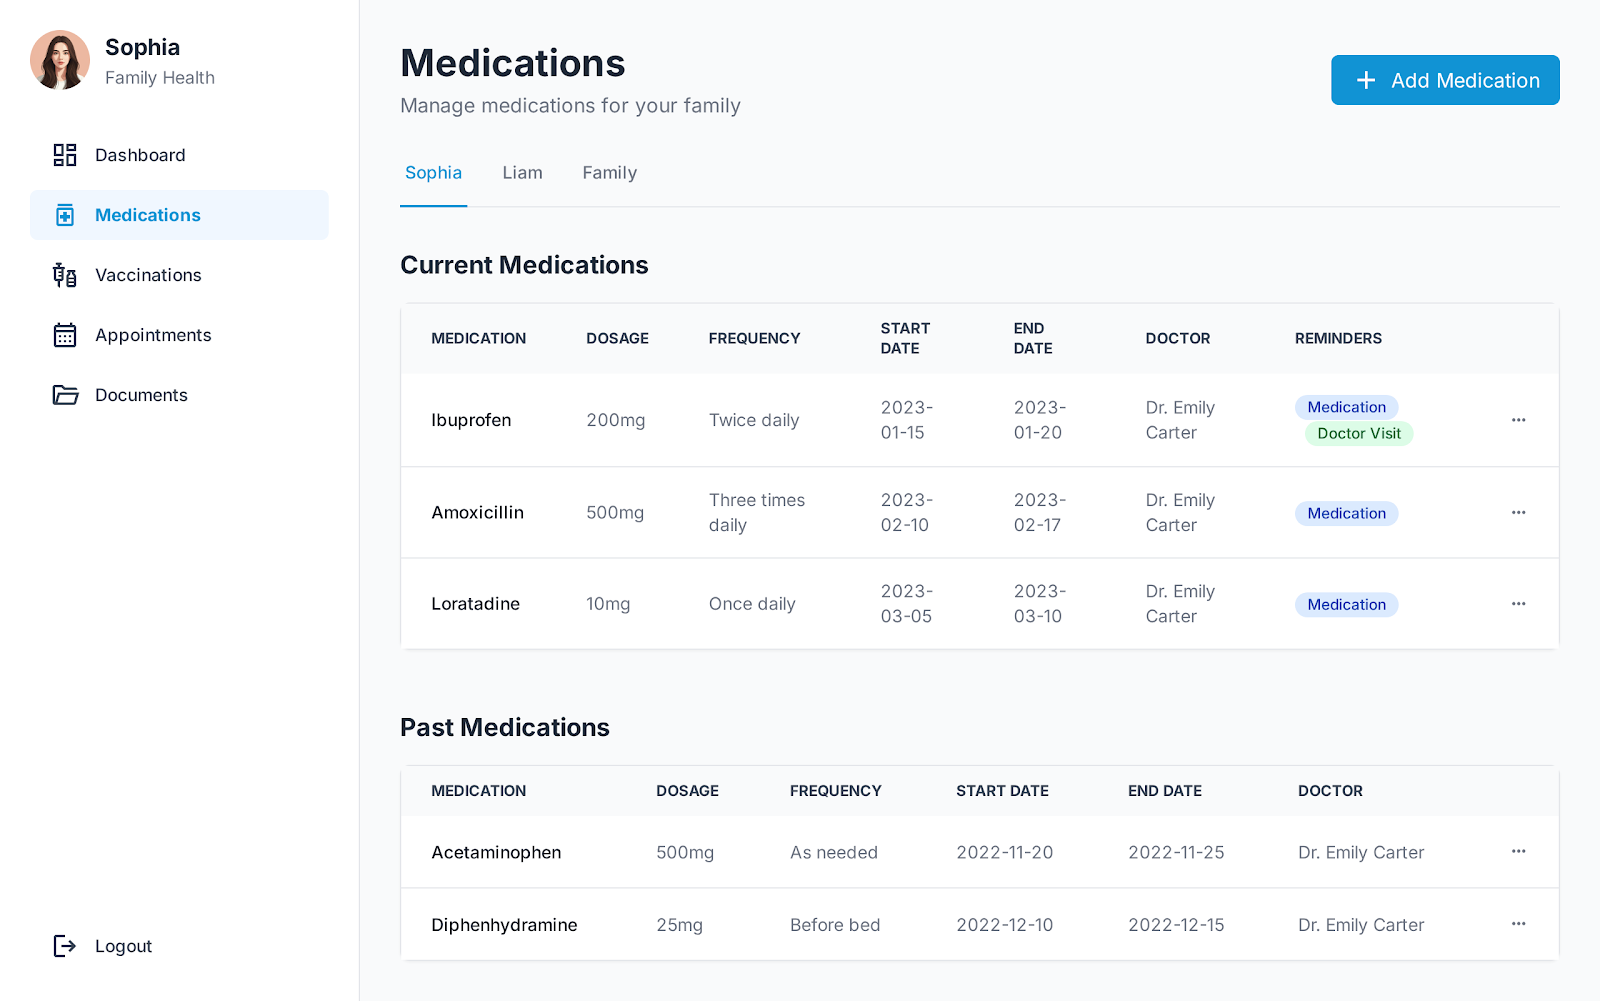 Sophia
Family Health
Dashboard
Medications
Vaccinations
Appointments
Documents
Logout
Medications
Manage medications for your family
Add Medication
Sophia Liam Family
Current Medications
MEDICATION DOSAGE FREQUENCY START DATE END DATE DOCTOR REMINDERS
Ibuprofen 200mg Twice daily 2023-01-15 2023-01-20 Dr. Emily Carter Medication Doctor Visit
Amoxicillin 500mg Three times daily 2023-02-10 2023-02-17 Dr. Emily Carter Medication
Loratadine 10mg Once daily 2023-03-05 2023-03-10 Dr. Emily Carter Medication
Past Medications
MEDICATION DOSAGE FREQUENCY START DATE END DATE DOCTOR
Acetaminophen 500mg As needed 2022-11-20 2022-11-25 Dr. Emily Carter
Diphenhydramine 25mg Before bed 2022-12-10 2022-12-15 Dr. Emily Carter